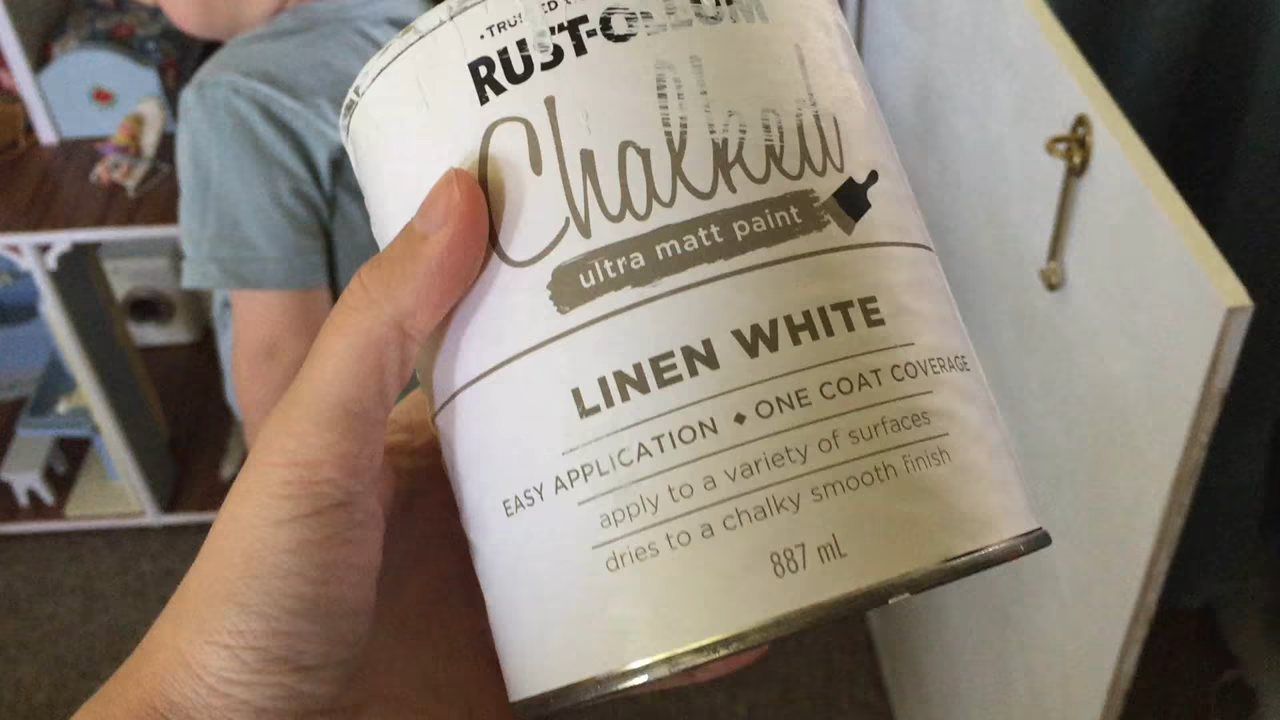 RUST-OLEUM
Chalked
ultra matt paint
LINEN WHITE
EASY APPLICATION ◆ ONE COAT COVERAGE
apply to a variety of surfaces
dries to a chalky smooth finish
887 mL